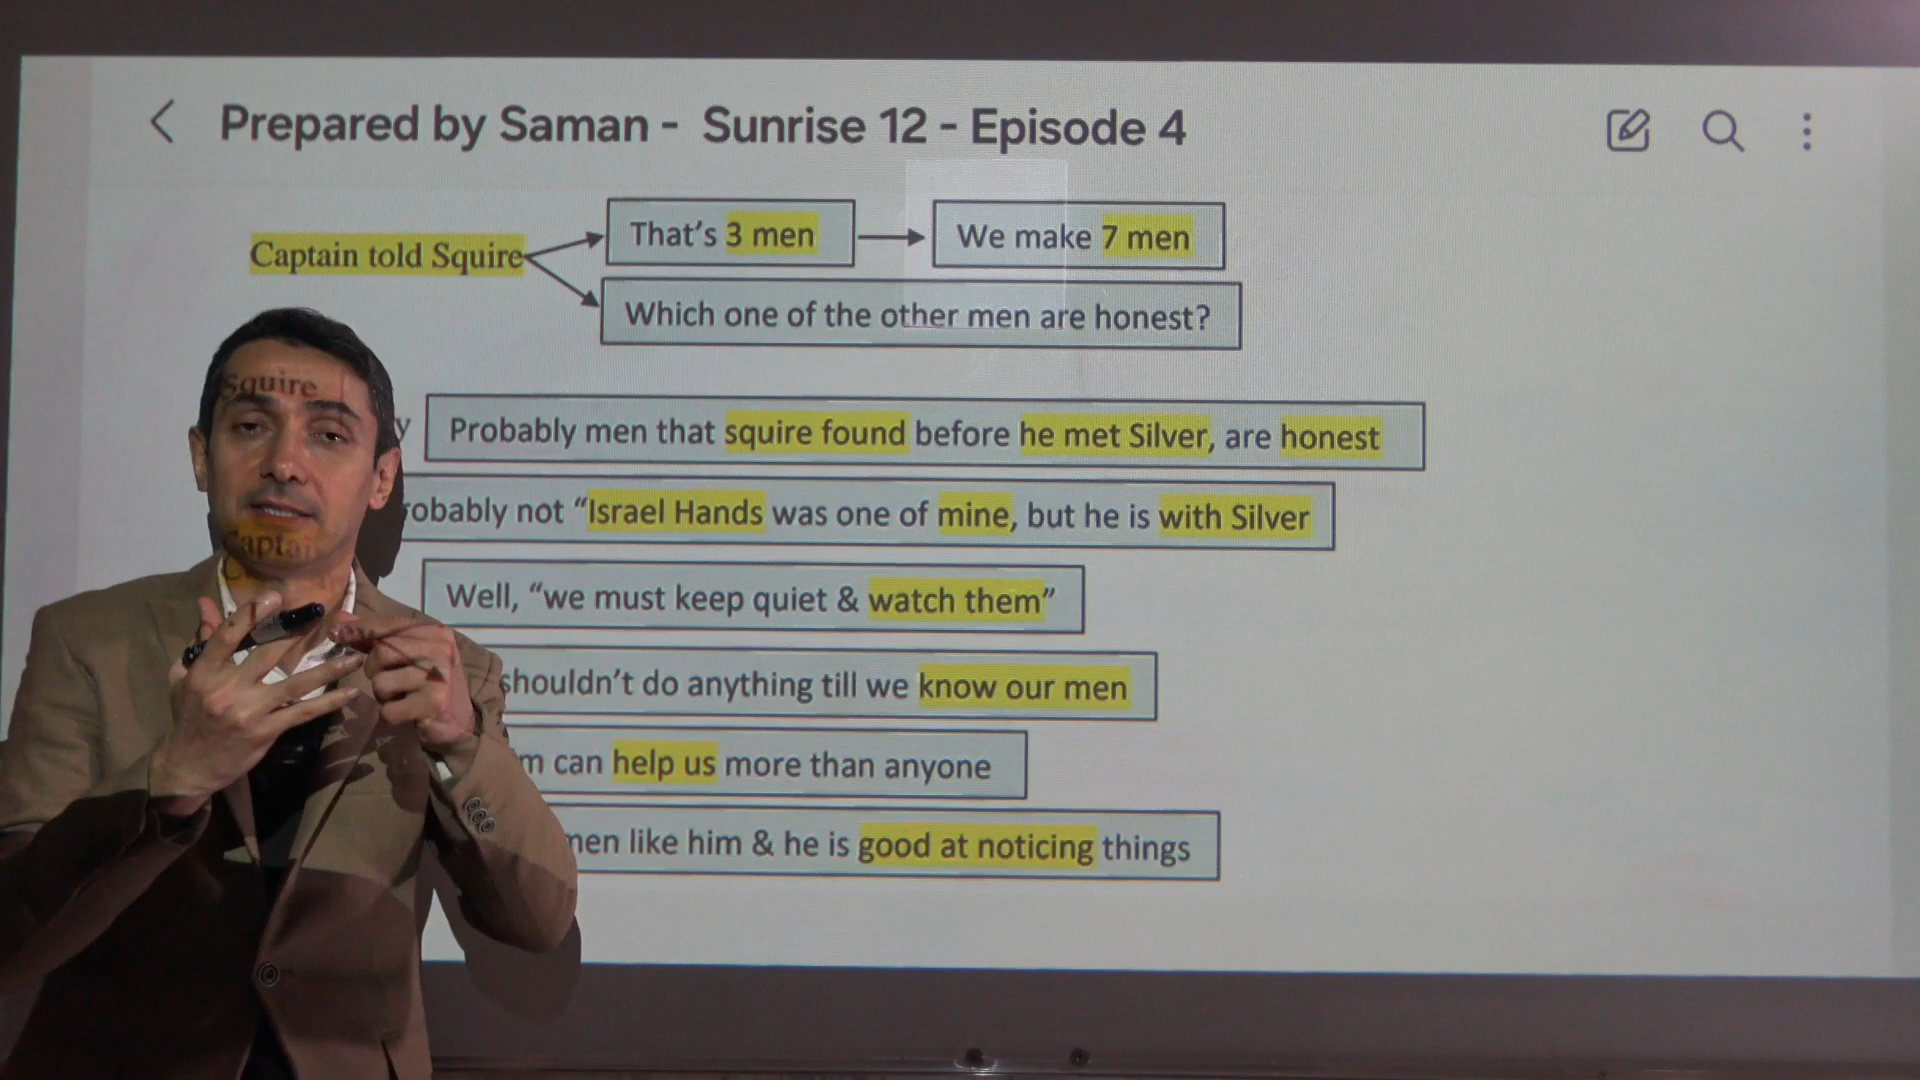 Prepared by Saman - Sunrise 12 - Episode 4
Captain told Squire
That's 3 men
We make 7 men
Which one of the other men are honest?
Squire
Probably men that squire found before he met Silver, are honest
probably not “Israel Hands was one of mine, but he is with Silver
Well, “we must keep quiet & watch them”
shouldn't do anything till we know our men
can help us more than anyone
men like him & he is good at noticing things